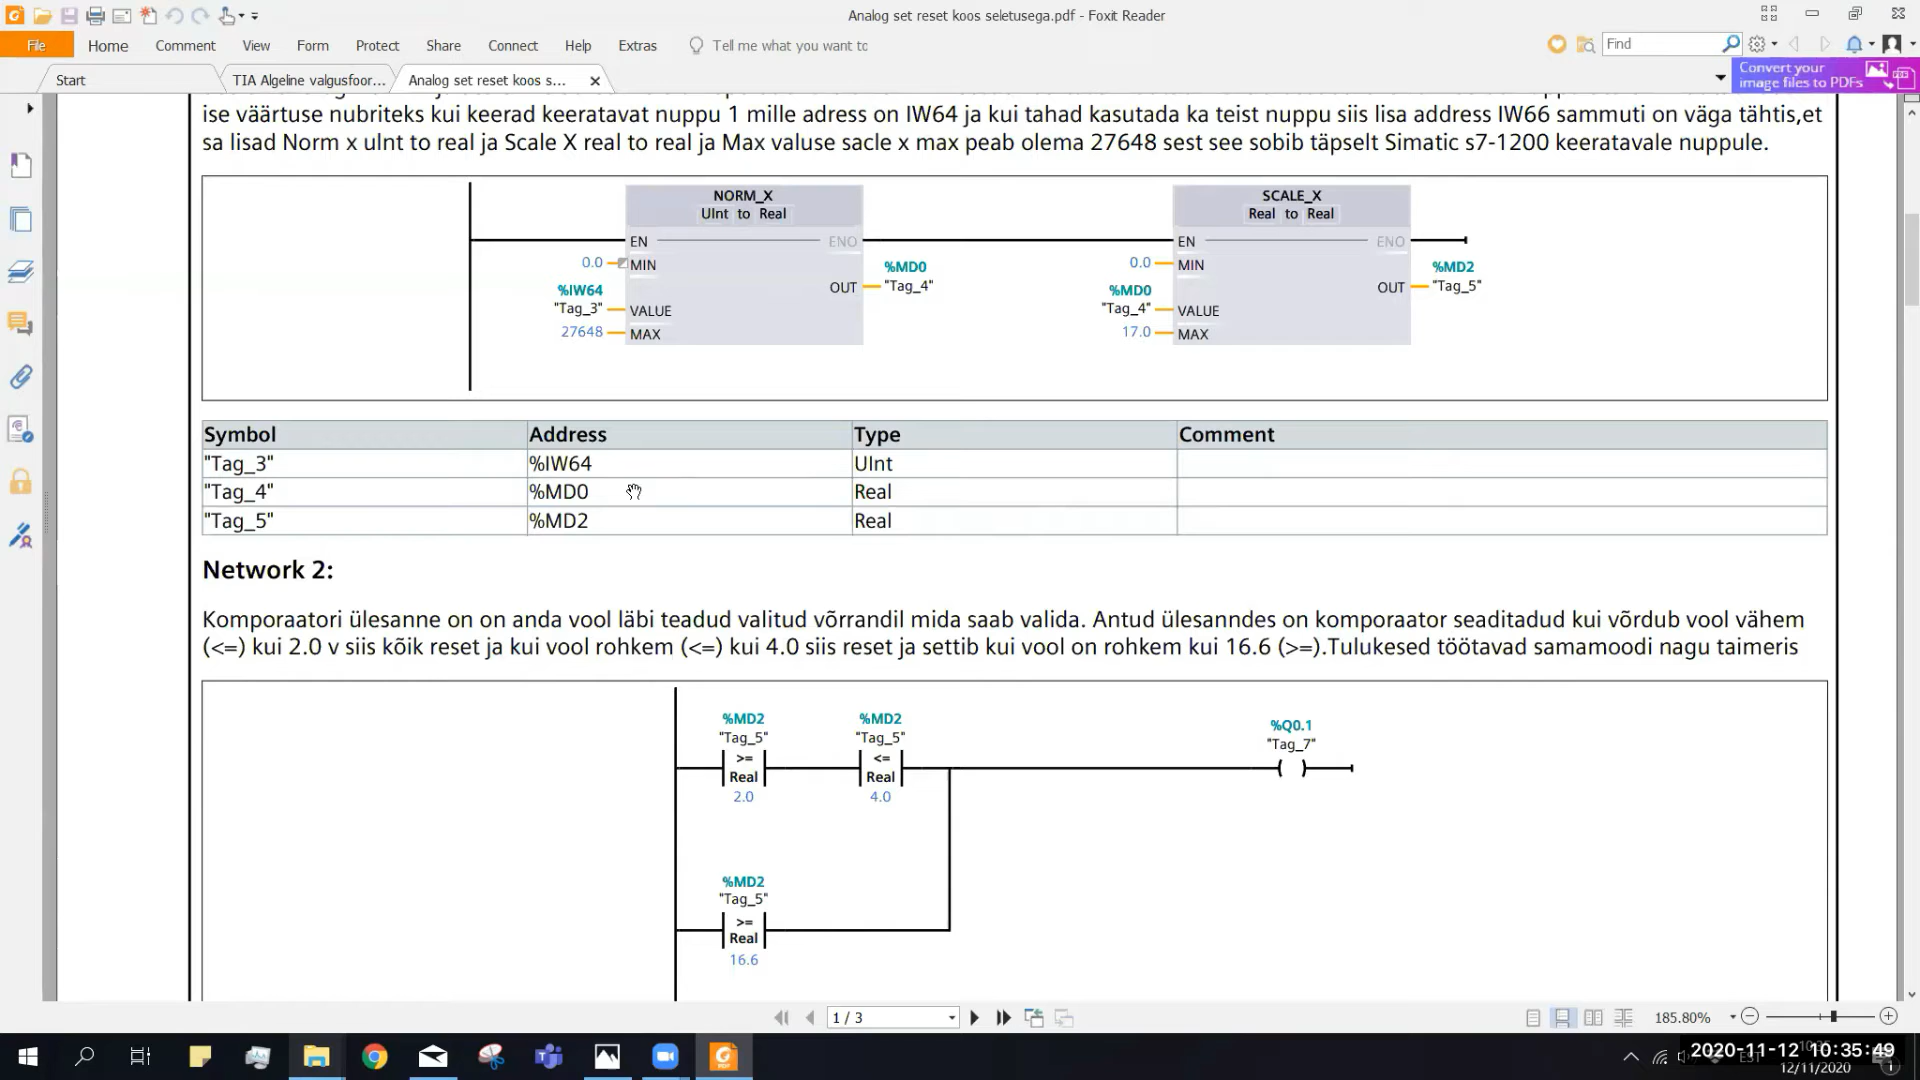 Analog set reset koos seletusega.pdf - Foxit Reader
File Home Comment View Form Protect Share Connect Help Extras Tell me what you want to Find
Start TIA Algeline valgusfoor... Analog set reset koos s...
Convert your
image files to PDFs
ise väärtuse nubriteks kui keerad keeratavat nuppu 1 mille adress on IW64 ja kui tahad kasutada ka teist nuppu siis lisa address IW66 sammuti on väga tähtis,et
sa lisad Norm x uInt to real ja Scale X real to real ja Max valuse sacle x max peab olema 27648 sest see sobib täpselt Simatic s7-1200 keeratavale nuppule.
NORM_X
UInt to Real
EN ENO
0.0 MIN
%MD0
OUT "Tag_4"
%IW64
"Tag_3" VALUE
27648 MAX
SCALE_X
Real to Real
EN ENO
0.0 MIN
%MD2
OUT "Tag_5"
%MD0
"Tag_4" VALUE
17.0 MAX
Symbol Address Type Comment
"Tag_3" %IW64 UInt
"Tag_4" %MD0 Real
"Tag_5" %MD2 Real
Network 2:
Komporaatori ülesanne on on anda vool läbi teadud valitud võrrandil mida saab valida. Antud ülesanndes on komporaator seaditadud kui võrdub vool vähem
(<=) kui 2.0 v siis kõik reset ja kui vool rohkem (<=) kui 4.0 siis reset ja settib kui vool on rohkem kui 16.6 (>=).Tulukesed töötavad samamoodi nagu taimeris
%MD2 %MD2 %Q0.1
"Tag_5" "Tag_5" "Tag_7"
>= <=
Real Real
2.0 4.0
%MD2
"Tag_5"
>=
Real
16.6
1 / 3 185.80%
2020-11-12 10:35:49
12/11/2020